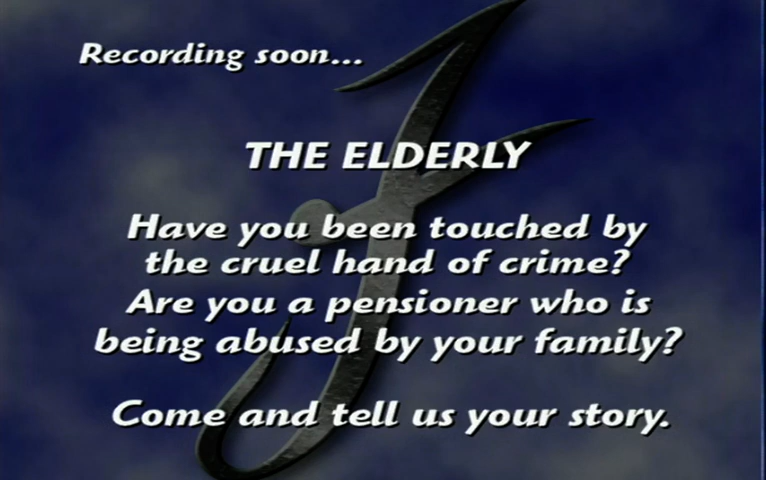 Recording soon...
THE ELDERLY
Have you been touched by
the cruel hand of crime?
Are you a pensioner who is
being abused by your family?
Come and tell us your story.